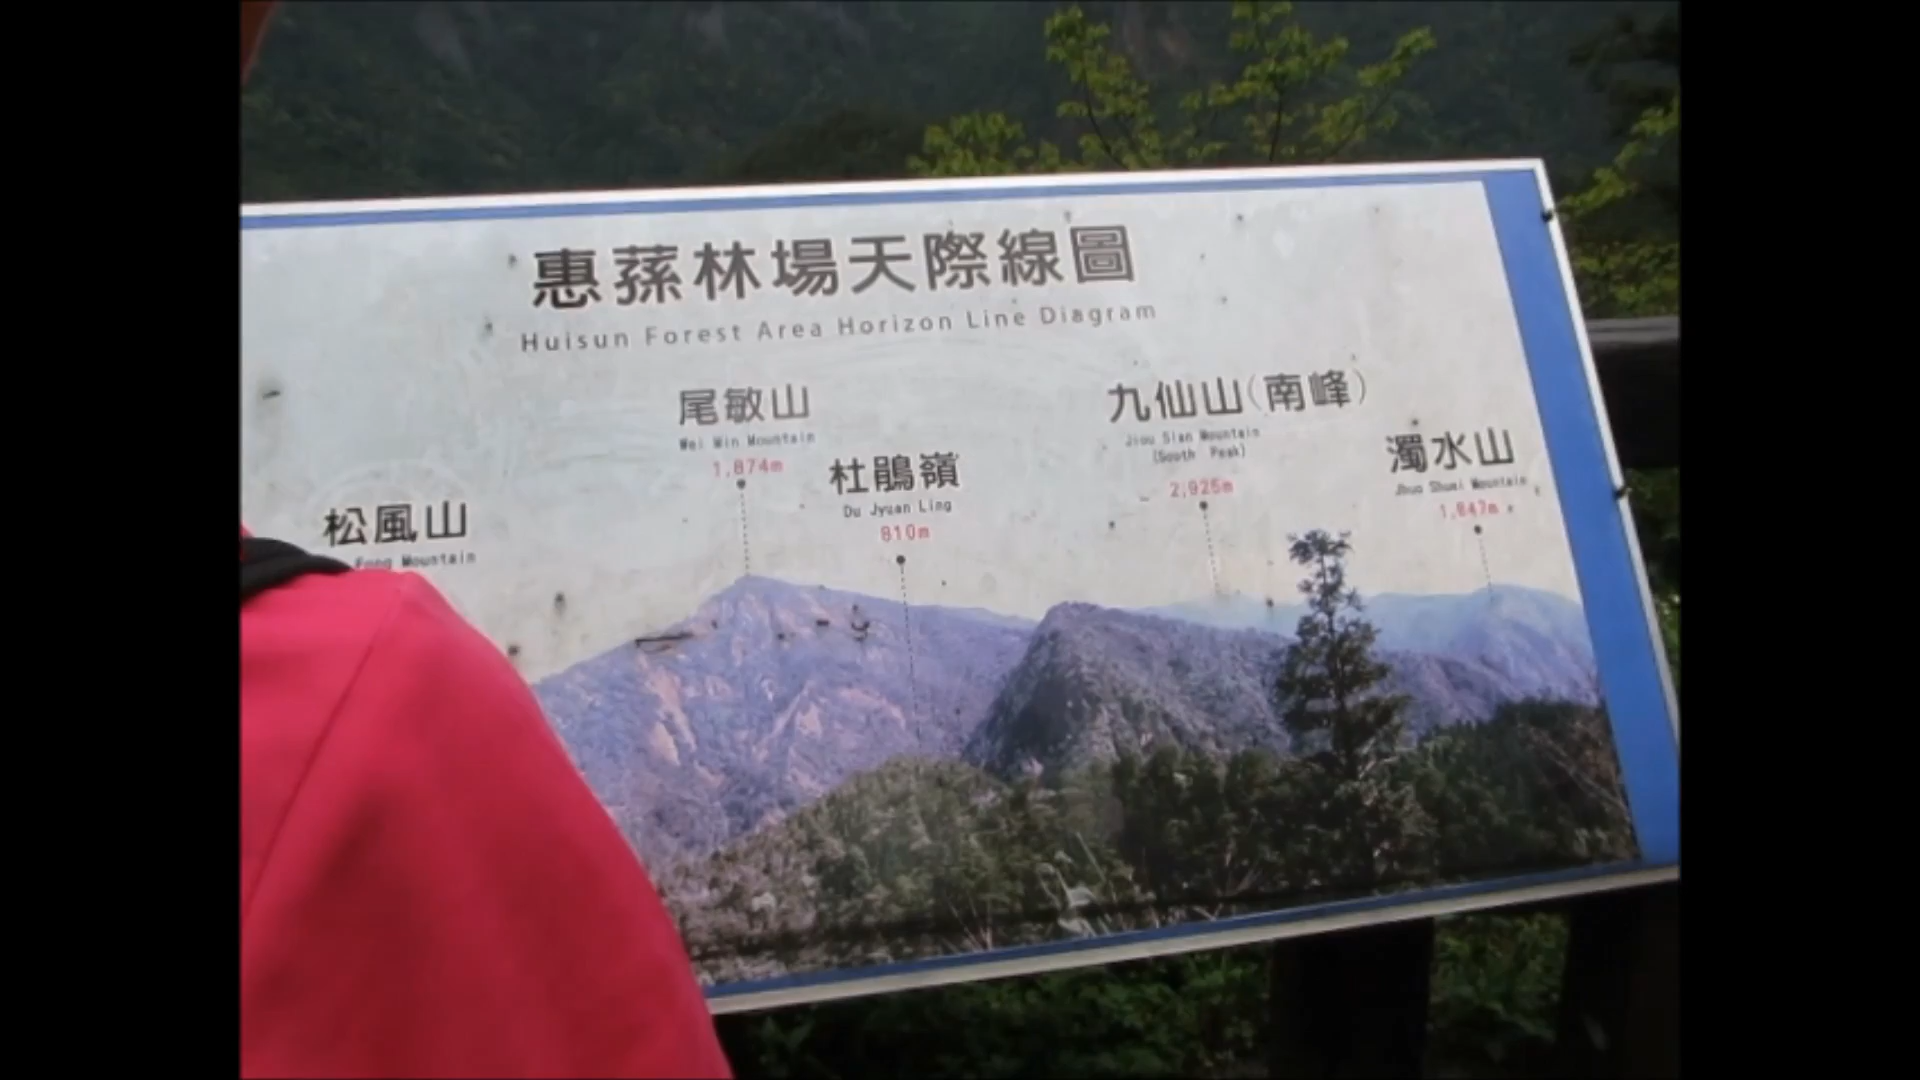 惠蓀林場天際線圖
Huisun Forest Area Horizon Line Diagram
尾敏山
Wei Min Mountain
1,874m
杜鵑嶺
Du Jyuan Ling
810m
九仙山(南峰)
Jiou Sian Mountain
(South Peak)
2,925m
濁水山
Jhuo Shuei Mountain
1,847m
松風山
Fong Mountain